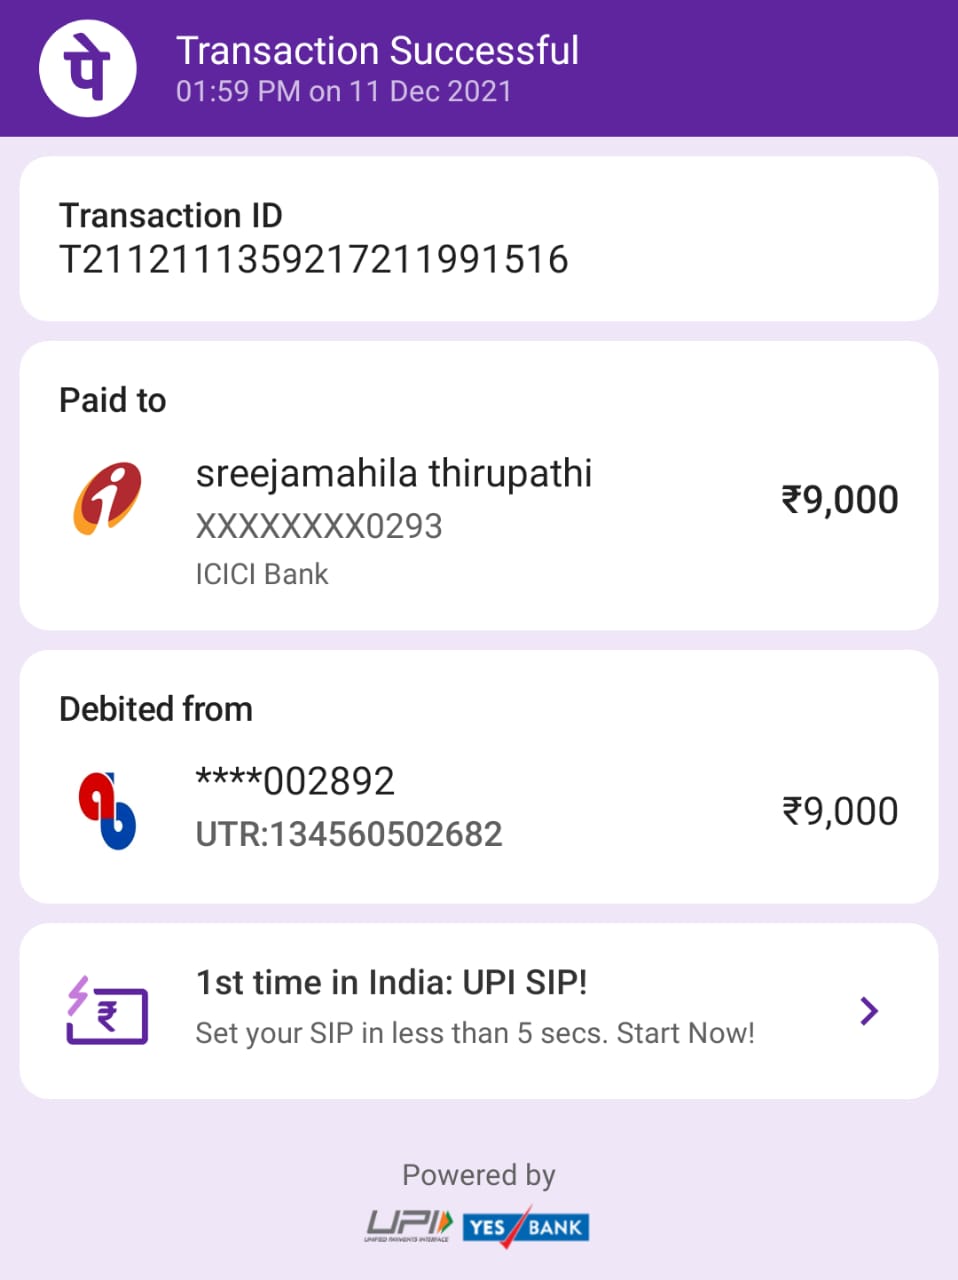 पे
Transaction Successful
01:59 PM on 11 Dec 2021
Transaction ID
T2112111359217211991516
Paid to
sreejamahila thirupathi
XXXXXXXX0293
ICICI Bank
₹9,000
Debited from
****002892
UTR:134560502682
₹9,000
1st time in India: UPI SIP!
Set your SIP in less than 5 secs. Start Now!
Powered by
UPI
UNIFIED PAYMENTS INTERFACE
YES BANK